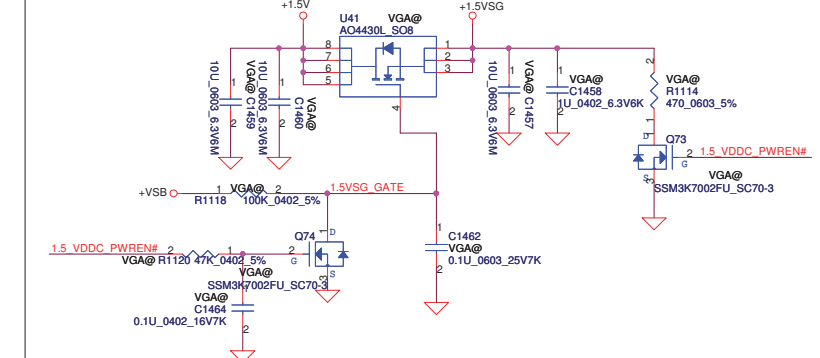 +1.5V
U41
VGA@
AO4430L_SO8
+1.5VSG
8
7
6
5
1
2
3
4
10U_0603_6.3V6M
VGA@
C1459
1
2
10U_0603_6.3V6M
VGA@
C1460
1
2
10U_0603_6.3V6M
VGA@
C1457
1
2
VGA@
C1458
1U_0402_6.3V6K
1
2
2
VGA@
R1114
470_0603_5%
1
D
Q73
2
G
1.5_VDDC_PWREN#
S
3
VGA@
SSM3K7002FU_SC70-3
+VSB
1
VGA@
2
R1118
100K_0402_5%
1.5VSG_GATE
1.5_VDDC_PWREN#
2
1
VGA@
R1120
47K_0402_5%
Q74
2
G
1
D
S
3
VGA@
SSM3K7002FU_SC70-3
VGA@
C1464
0.1U_0402_16V7K
1
2
1
C1462
VGA@
0.1U_0603_25V7K
2